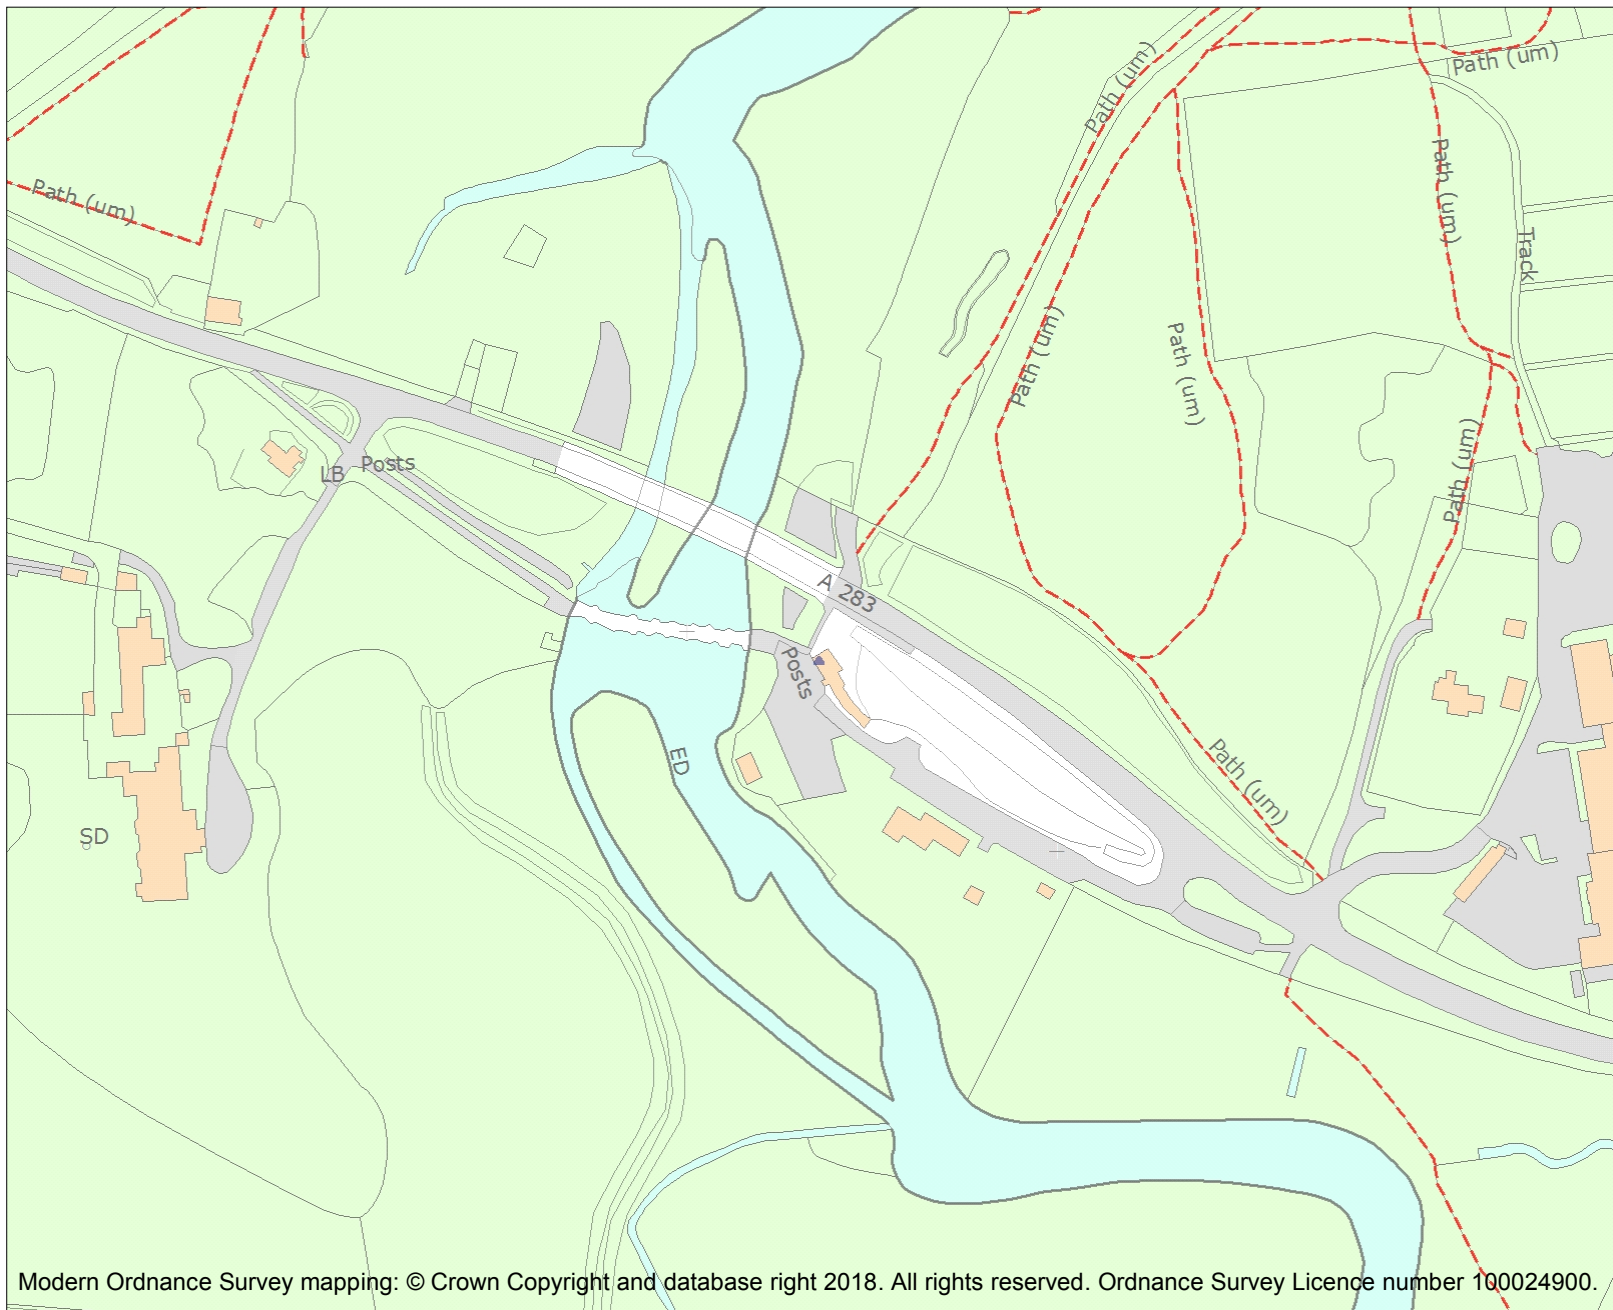 Path (um)
Path (um)
Path (um)
Path (um)
Track
Path (um)
Path (um)
Path (um)
LB
Posts
A 283
Posts
ED
Path (um)
SD
Modern Ordnance Survey mapping: © Crown Copyright and database right 2018. All rights reserved. Ordnance Survey Licence number 100024900.